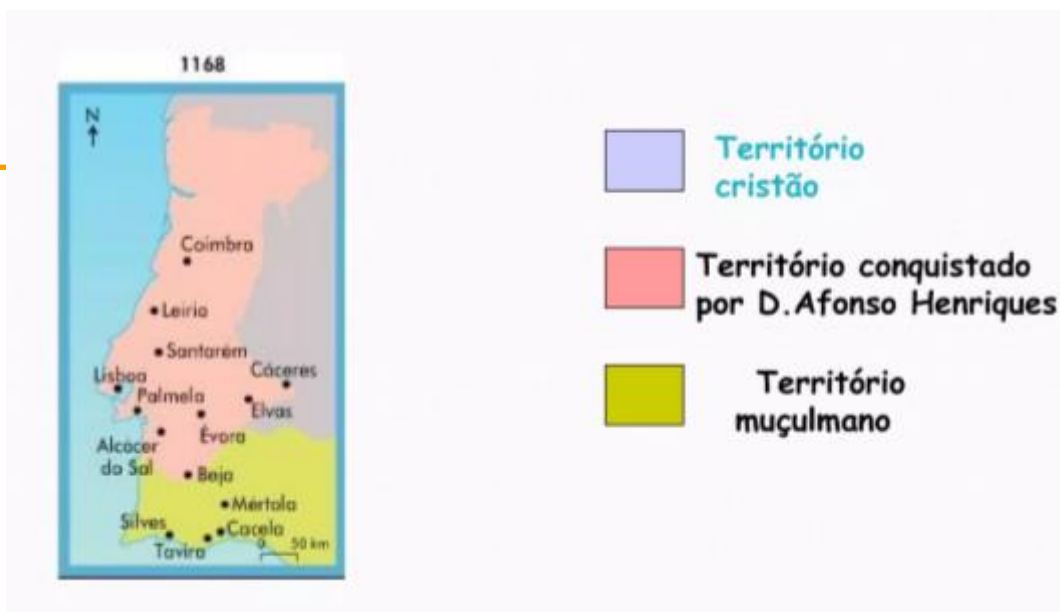 1168
N
Coimbra
Leiria
Santarém
Cáceres
Lisboa
Palmela
Elvas
Évora
Alcácer
do Sal
Beja
Mértola
Silves
Cacela
Tavira
0 50 km
Território
cristão
Território conquistado
por D.Afonso Henriques
Território
muçulmano